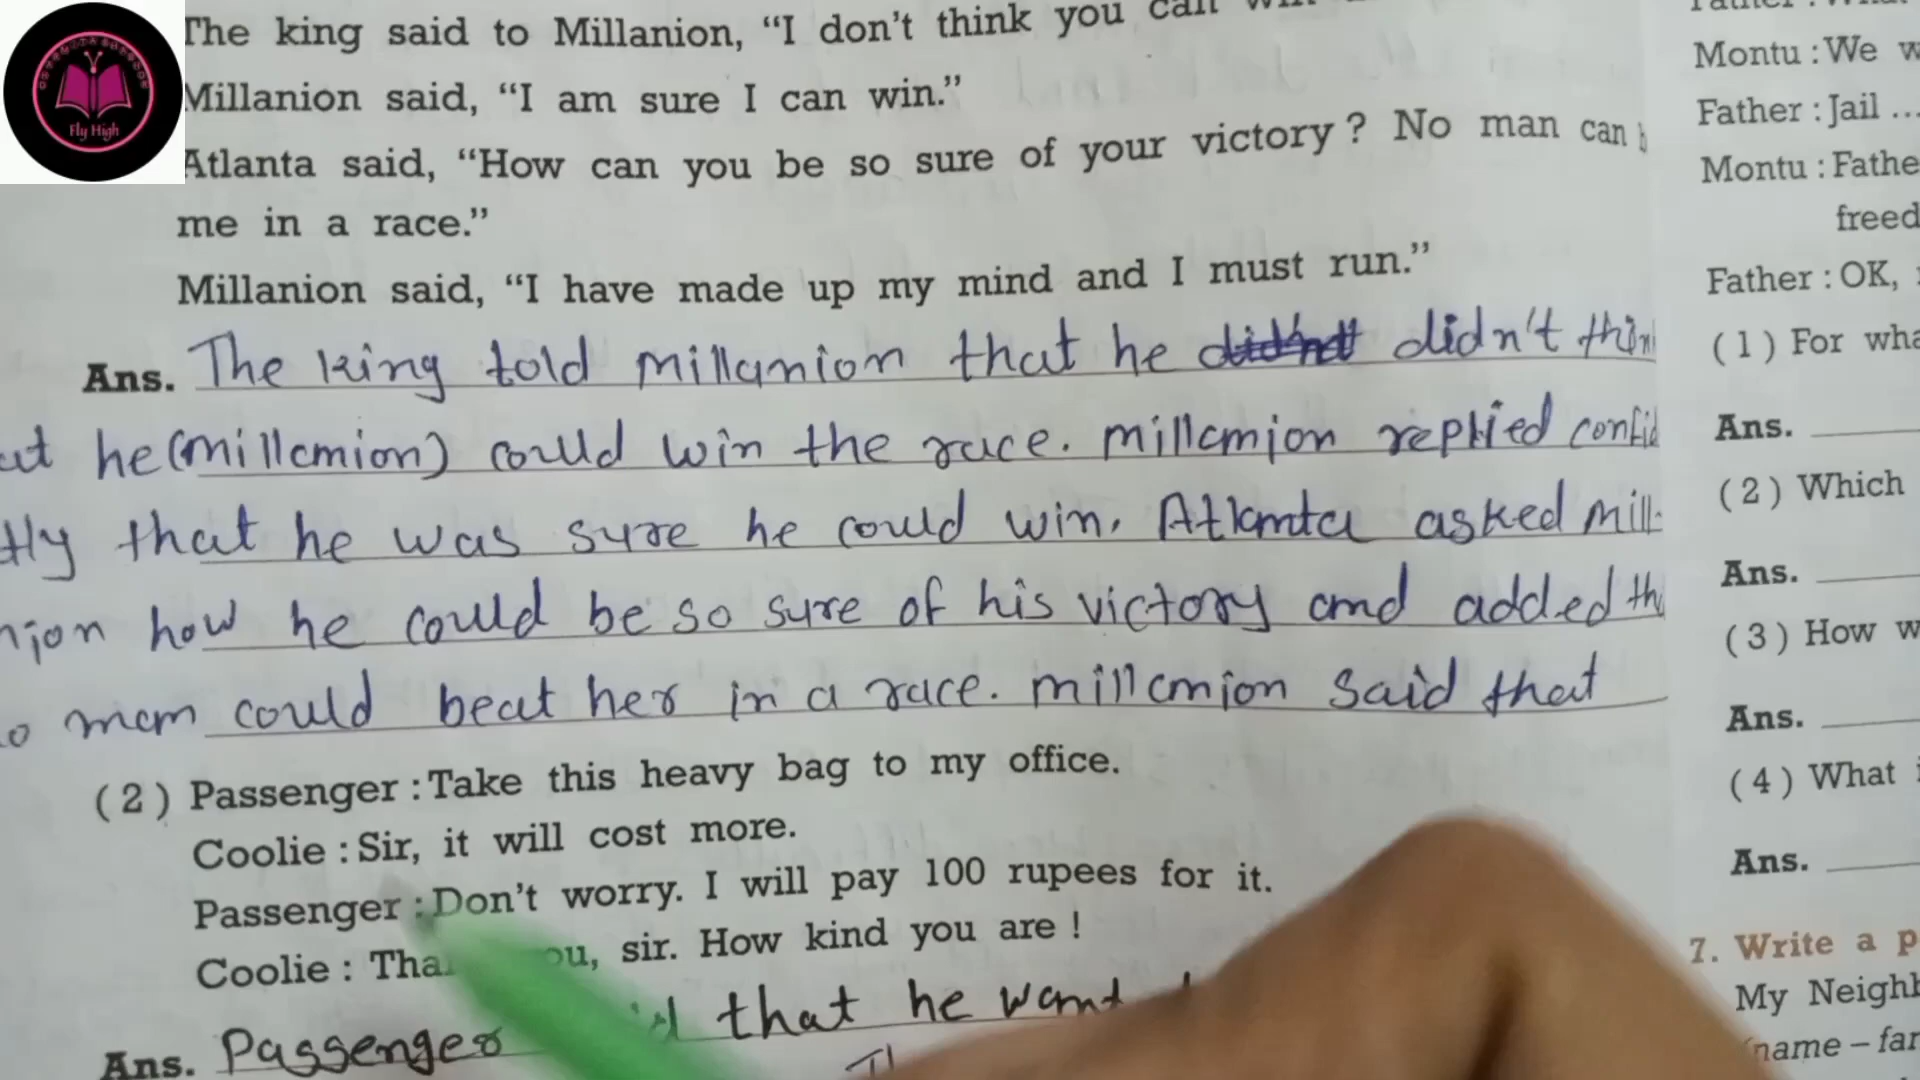 Fly High
The king said to Millanion, “I don't think you can
Millanion said, “I am sure I can win.”
Atlanta said, “How can you be so sure of your victory? No man can
me in a race.”
Millanion said, “I have made up my mind and I must run.”
Ans. The king told millanion that he didn't
he (millanion) could win the race. millanion replied
that he was sure he could win. Atlanta asked
how he could be so sure of his victory and added
man could beat her in a race. millanion said that
(2) Passenger : Take this heavy bag to my office.
Coolie : Sir, it will cost more.
Passenger : Don't worry. I will pay 100 rupees for it.
Coolie : sir. How kind you are !
Ans. Passenger that he
Montu : We
Father : Jail ...
Montu :
Father : OK,
(1) For
Ans.
(2) Which
Ans.
(3) How
Ans.
(4) What
Ans.
7. Write a
My
name –